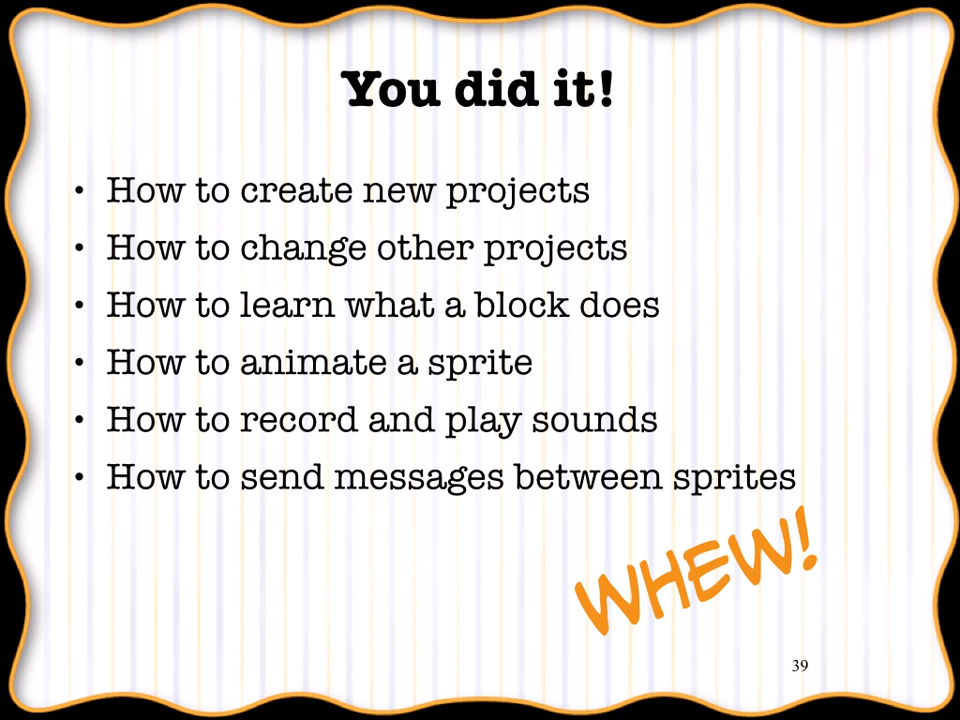 You did it!
• How to create new projects
• How to change other projects
• How to learn what a block does
• How to animate a sprite
• How to record and play sounds
• How to send messages between sprites
WHEW!
39